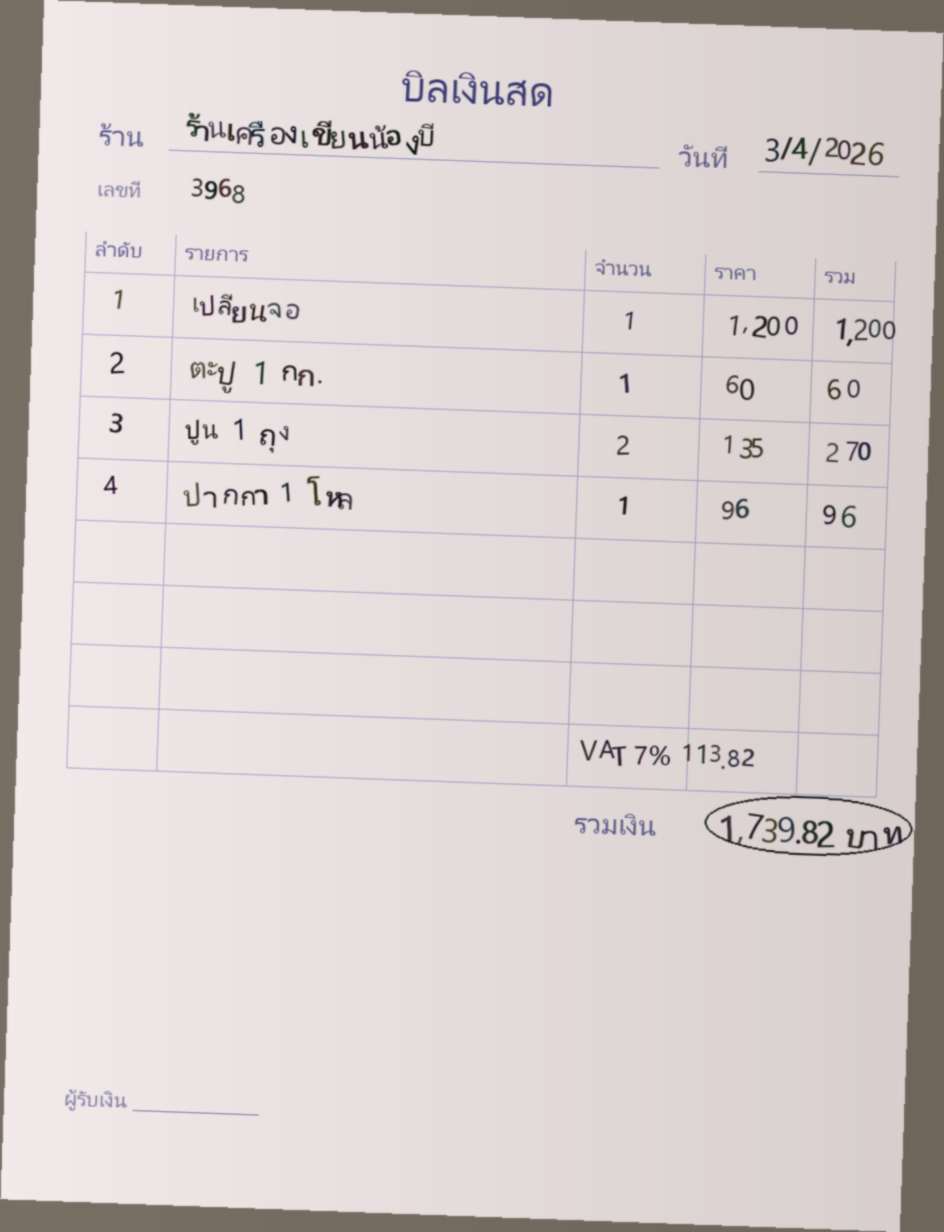 บิลเงินสด
ร้าน ร้านเครื่องเขียนน้องบี วันที่ 3/4/2026
เลขที่ 3968
ลำดับ รายการ จำนวน ราคา รวม
1 เปลี่ยนจอ 1 1,200 1,200
2 ตะปู 1 กก. 1 60 60
3 ปูน 1 ถุง 2 135 270
4 ปากกา 1 โหล 1 96 96
VAT 7% 113.82
รวมเงิน 1,739.82 บาท
ผู้รับเงิน